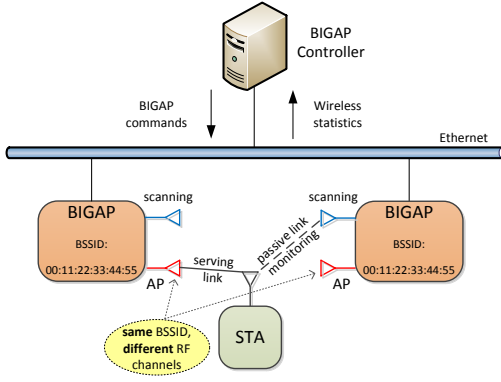 BIGAP
Controller
BIGAP
commands
Wireless
statistics
Ethernet
scanning
BIGAP
BSSID:
00:11:22:33:44:55
AP
serving
link
passive link
monitoring
scanning
BIGAP
BSSID:
00:11:22:33:44:55
AP
same BSSID,
different RF
channels
STA